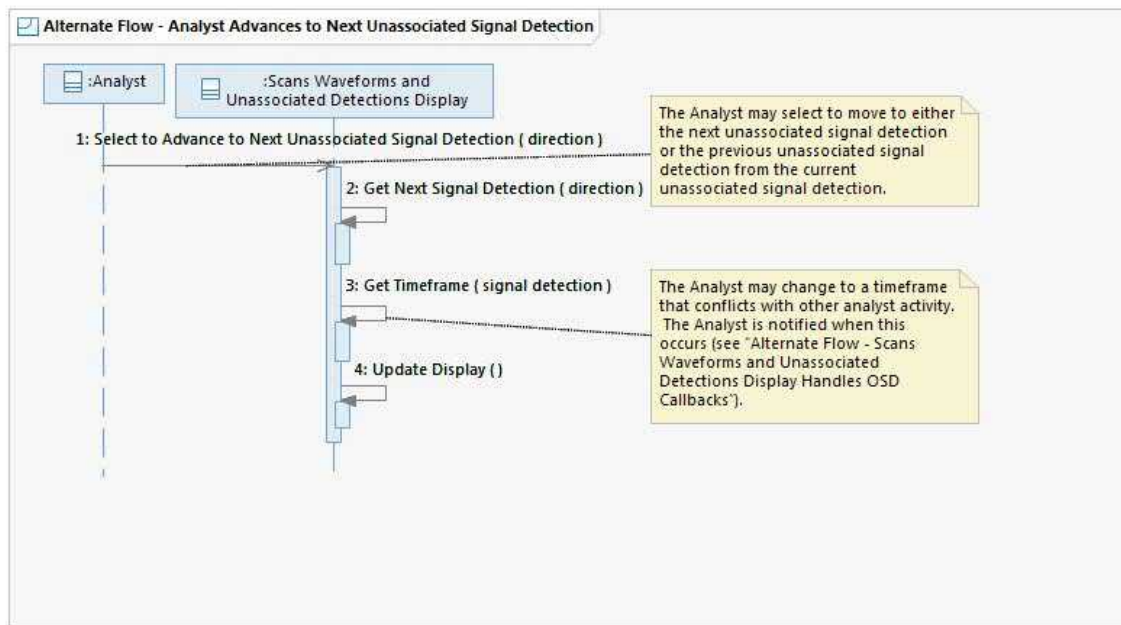 Alternate Flow - Analyst Advances to Next Unassociated Signal Detection
:Analyst
:Scans Waveforms and
Unassociated Detections Display
1: Select to Advance to Next Unassociated Signal Detection ( direction )
The Analyst may select to move to either
the next unassociated signal detection
or the previous unassociated signal
detection from the current
unassociated signal detection.
2: Get Next Signal Detection ( direction )
3: Get Timeframe ( signal detection )
The Analyst may change to a timeframe
that conflicts with other analyst activity.
The Analyst is notified when this
occurs (see "Alternate Flow - Scans
Waveforms and Unassociated
Detections Display Handles OSD
Callbacks").
4: Update Display ( )